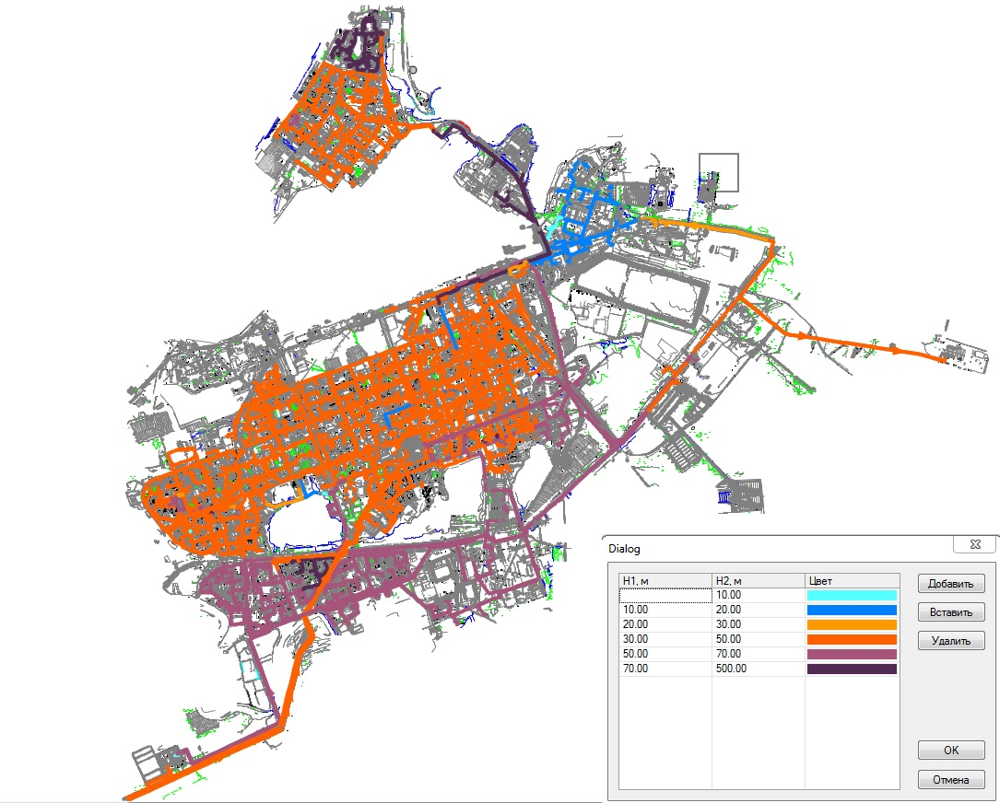 Dialog
H1, м H2, м Цвет
10.00
10.00 20.00
20.00 30.00
30.00 50.00
50.00 70.00
70.00 500.00
Добавить
Вставить
Удалить
OK
Отмена